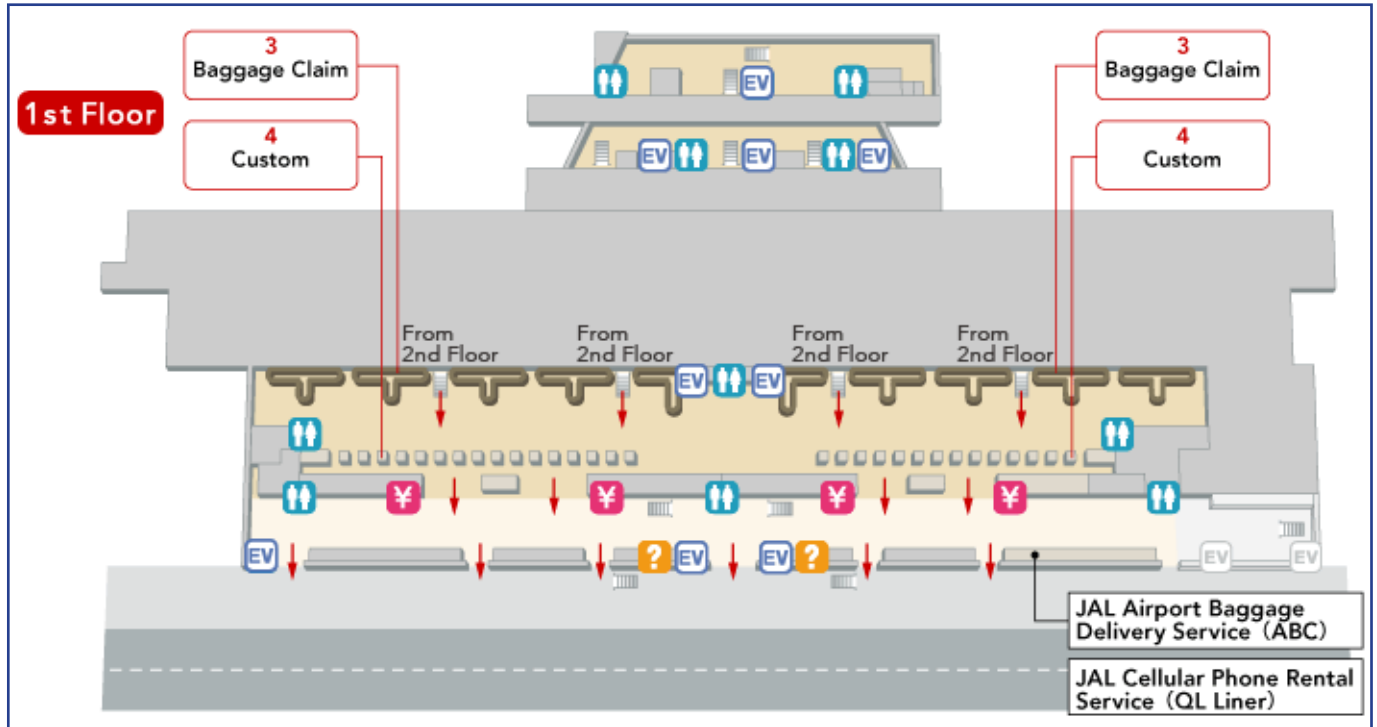 3
Baggage Claim
3
Baggage Claim
1st Floor
EV
4
Custom
4
Custom
EV
EV
EV
From
2nd Floor
From
2nd Floor
From
2nd Floor
From
2nd Floor
EV
EV
¥
¥
¥
¥
EV
?
EV
EV
?
EV
EV
JAL Airport Baggage
Delivery Service (ABC)
JAL Cellular Phone Rental
Service (QL Liner)